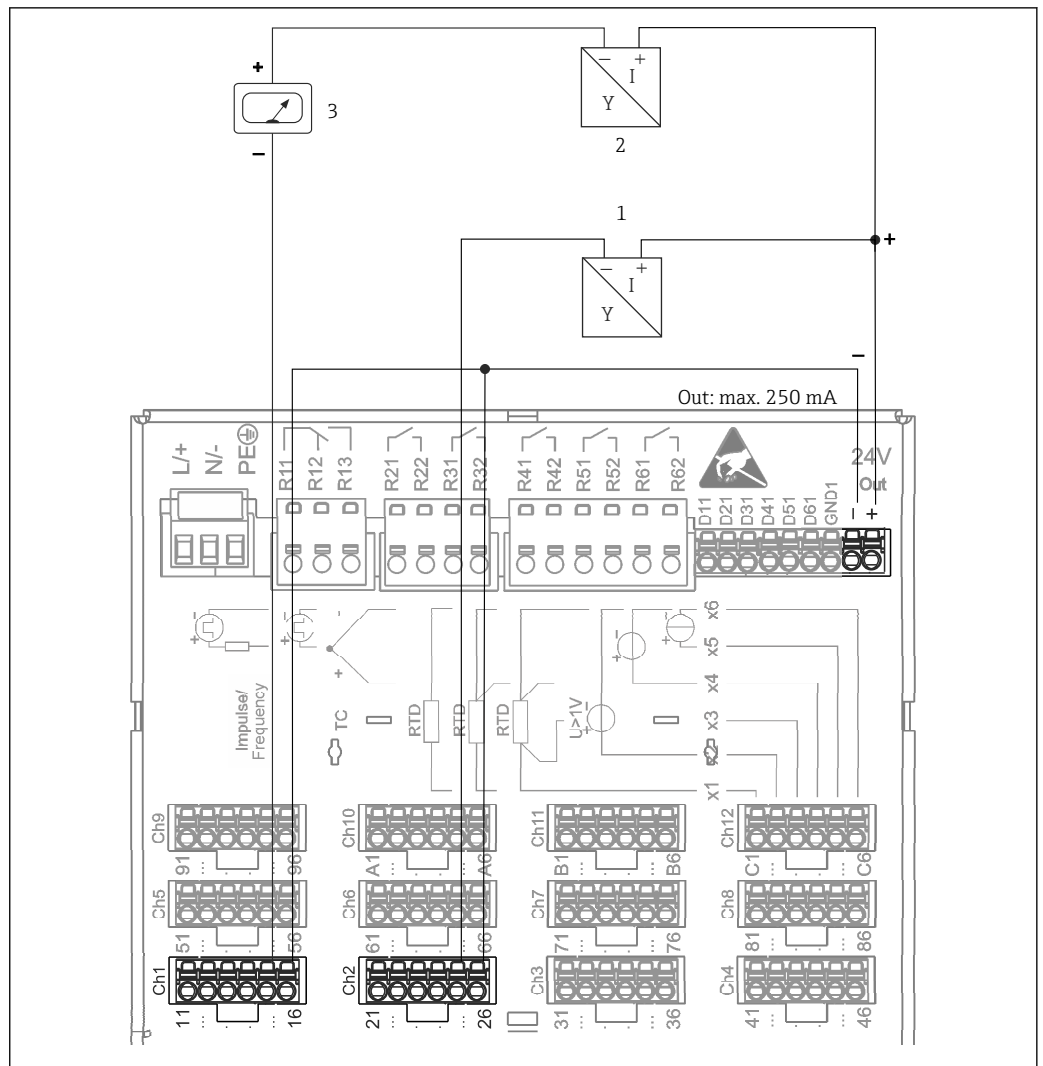 − +
I
Y
2
+
3
−
1
− +
I
Y
+
−
Out: max. 250 mA
L/+ N/- PE R11 R12 R13 R21 R22 R31 R32 R41 R42 R51 R52 R61 R62
24V
Out
D11 D21 D31 D41 D51 D61 GND1 − +
Impulse/
Frequency
TC
RTD RTD RTD
U>1V
x6
x5
x4
x3
x2
x1
Ch9 Ch10 Ch11 Ch12
91 96 A1 A6 B1 B6 C1 C6
Ch5 Ch6 Ch7 Ch8
51 56 61 66 71 76 81 86
Ch1 Ch2 Ch3 Ch4
11 16 21 26 31 36 41 46